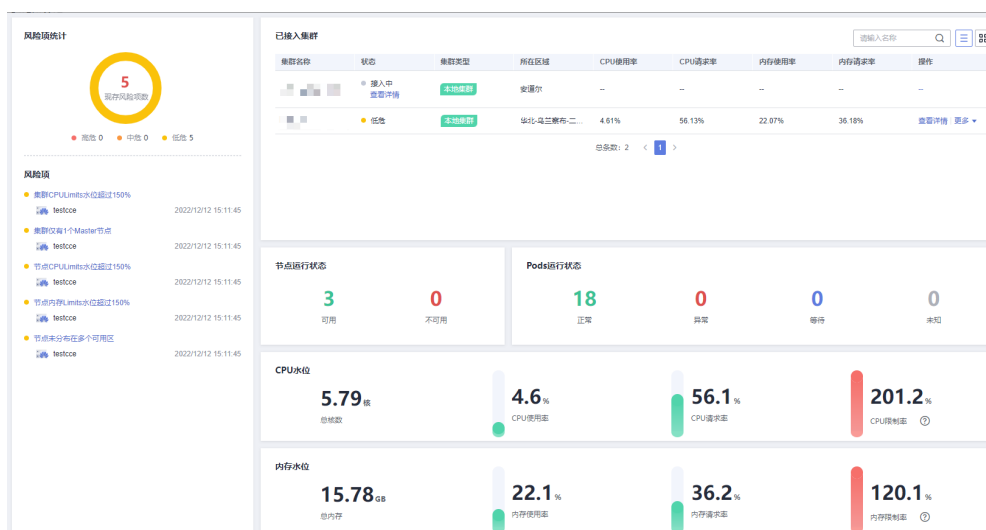 风险项统计
5
现存风险项数
高危 0 中危 0 低危 5
风险项
集群CPULimits水位超过150%
testcce 2022/12/12 15:11:45
集群仅有1个Master节点
testcce 2022/12/12 15:11:45
节点CPULimits水位超过150%
testcce 2022/12/12 15:11:45
节点内存Limits水位超过150%
testcce 2022/12/12 15:11:45
节点未分布在多个可用区
testcce 2022/12/12 15:11:45
已接入集群
请输入名称
集群名称 状态 集群类型 所在区域 CPU使用率 CPU请求率 内存使用率 内存请求率 操作
接入中
查看详情
本地集群 安道尔 -- -- -- -- --
低危 本地集群 华北-乌兰察布-二... 4.61% 56.13% 22.07% 36.18% 查看详情 更多
总条数: 2 < 1 >
节点运行状态
3 0
可用 不可用
Pods运行状态
18 0 0 0
正常 异常 等待 未知
CPU水位
5.79 核 4.6 % 56.1 % 201.2 %
总核数 CPU使用率 CPU请求率 CPU限制率 ?
内存水位
15.78 GB 22.1 % 36.2 % 120.1 %
总内存 内存使用率 内存请求率 内存限制率 ?